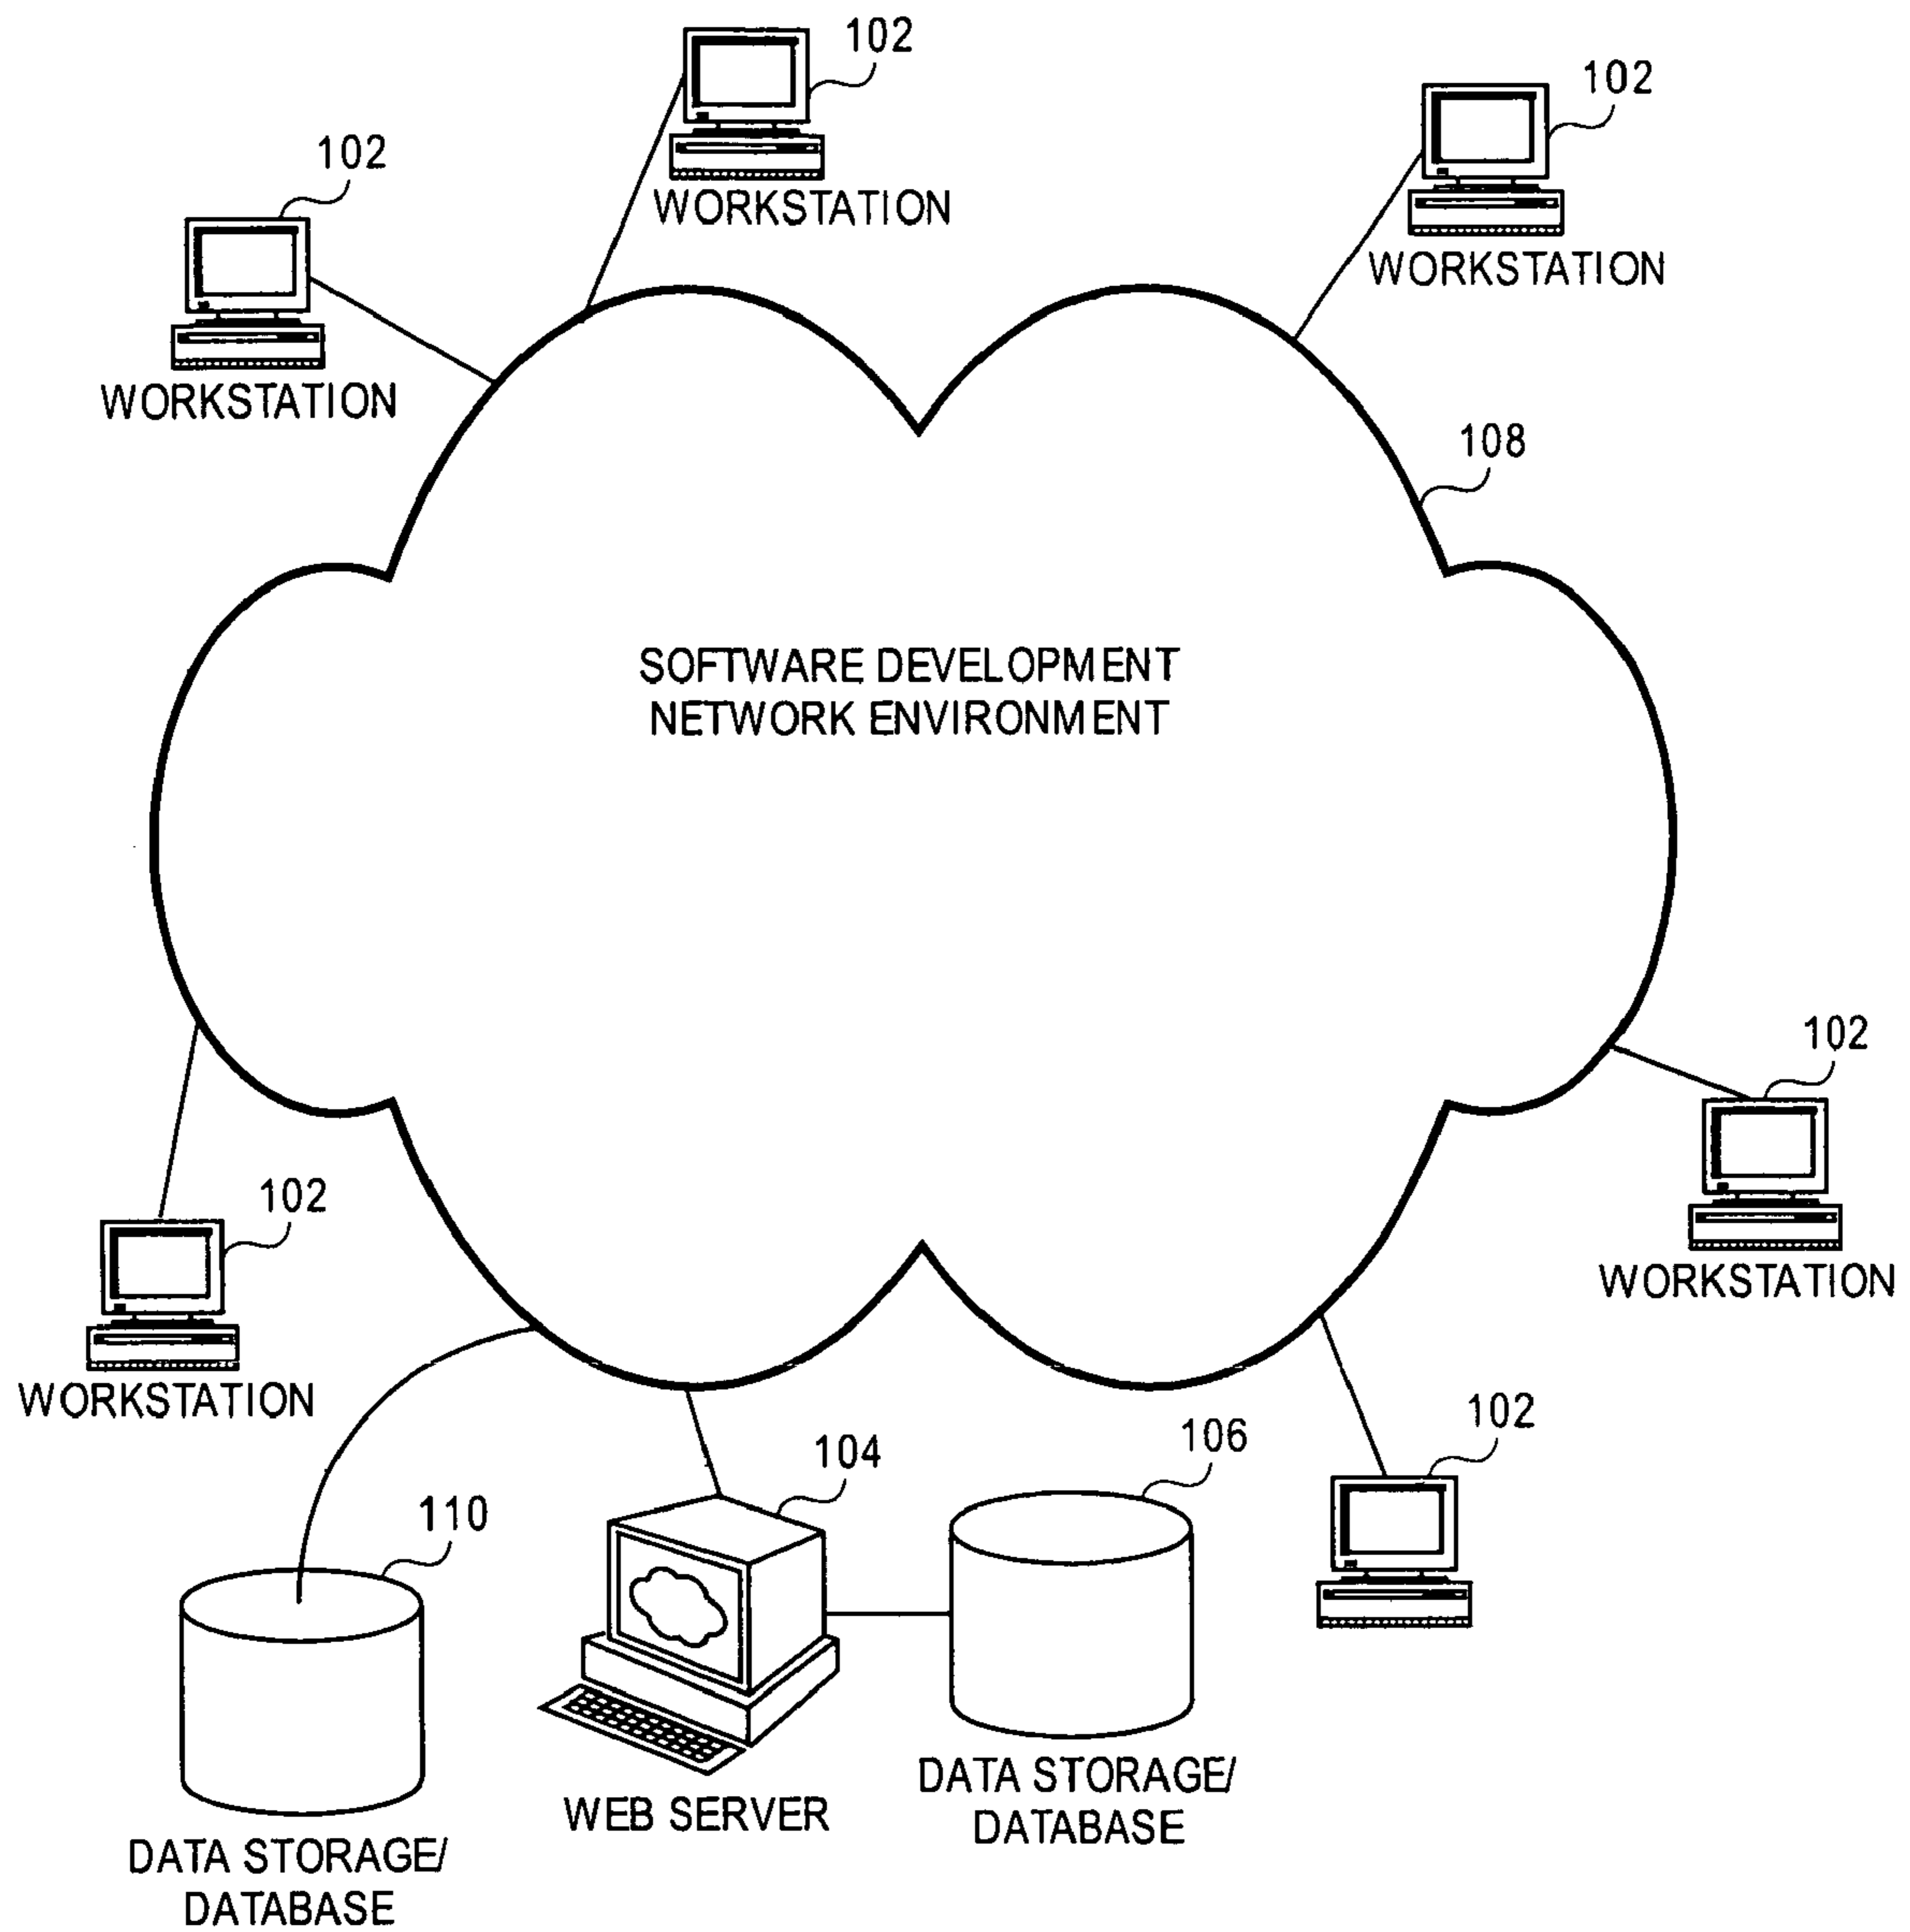 102
WORKSTATION
102
WORKSTATION
102
WORKSTATION
108
SOFTWARE DEVELOPMENT
NETWORK ENVIRONMENT
102
WORKSTATION
102
WORKSTATION
102
104
106
110
WEB SERVER
DATA STORAGE/
DATABASE
DATA STORAGE/
DATABASE